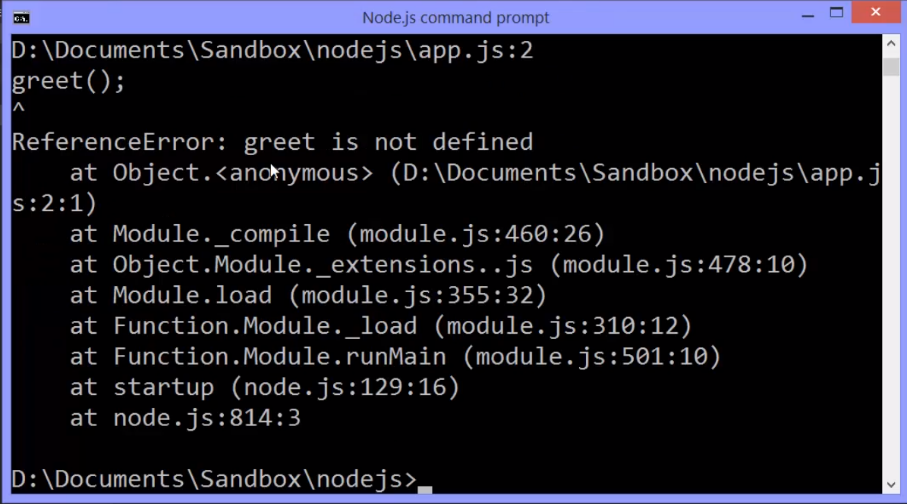 Node.js command prompt
D:\Documents\Sandbox\nodejs\app.js:2
greet();
^
ReferenceError: greet is not defined
    at Object.<anonymous> (D:\Documents\Sandbox\nodejs\app.j
s:2:1)
    at Module._compile (module.js:460:26)
    at Object.Module._extensions..js (module.js:478:10)
    at Module.load (module.js:355:32)
    at Function.Module._load (module.js:310:12)
    at Function.Module.runMain (module.js:501:10)
    at startup (node.js:129:16)
    at node.js:814:3
D:\Documents\Sandbox\nodejs>